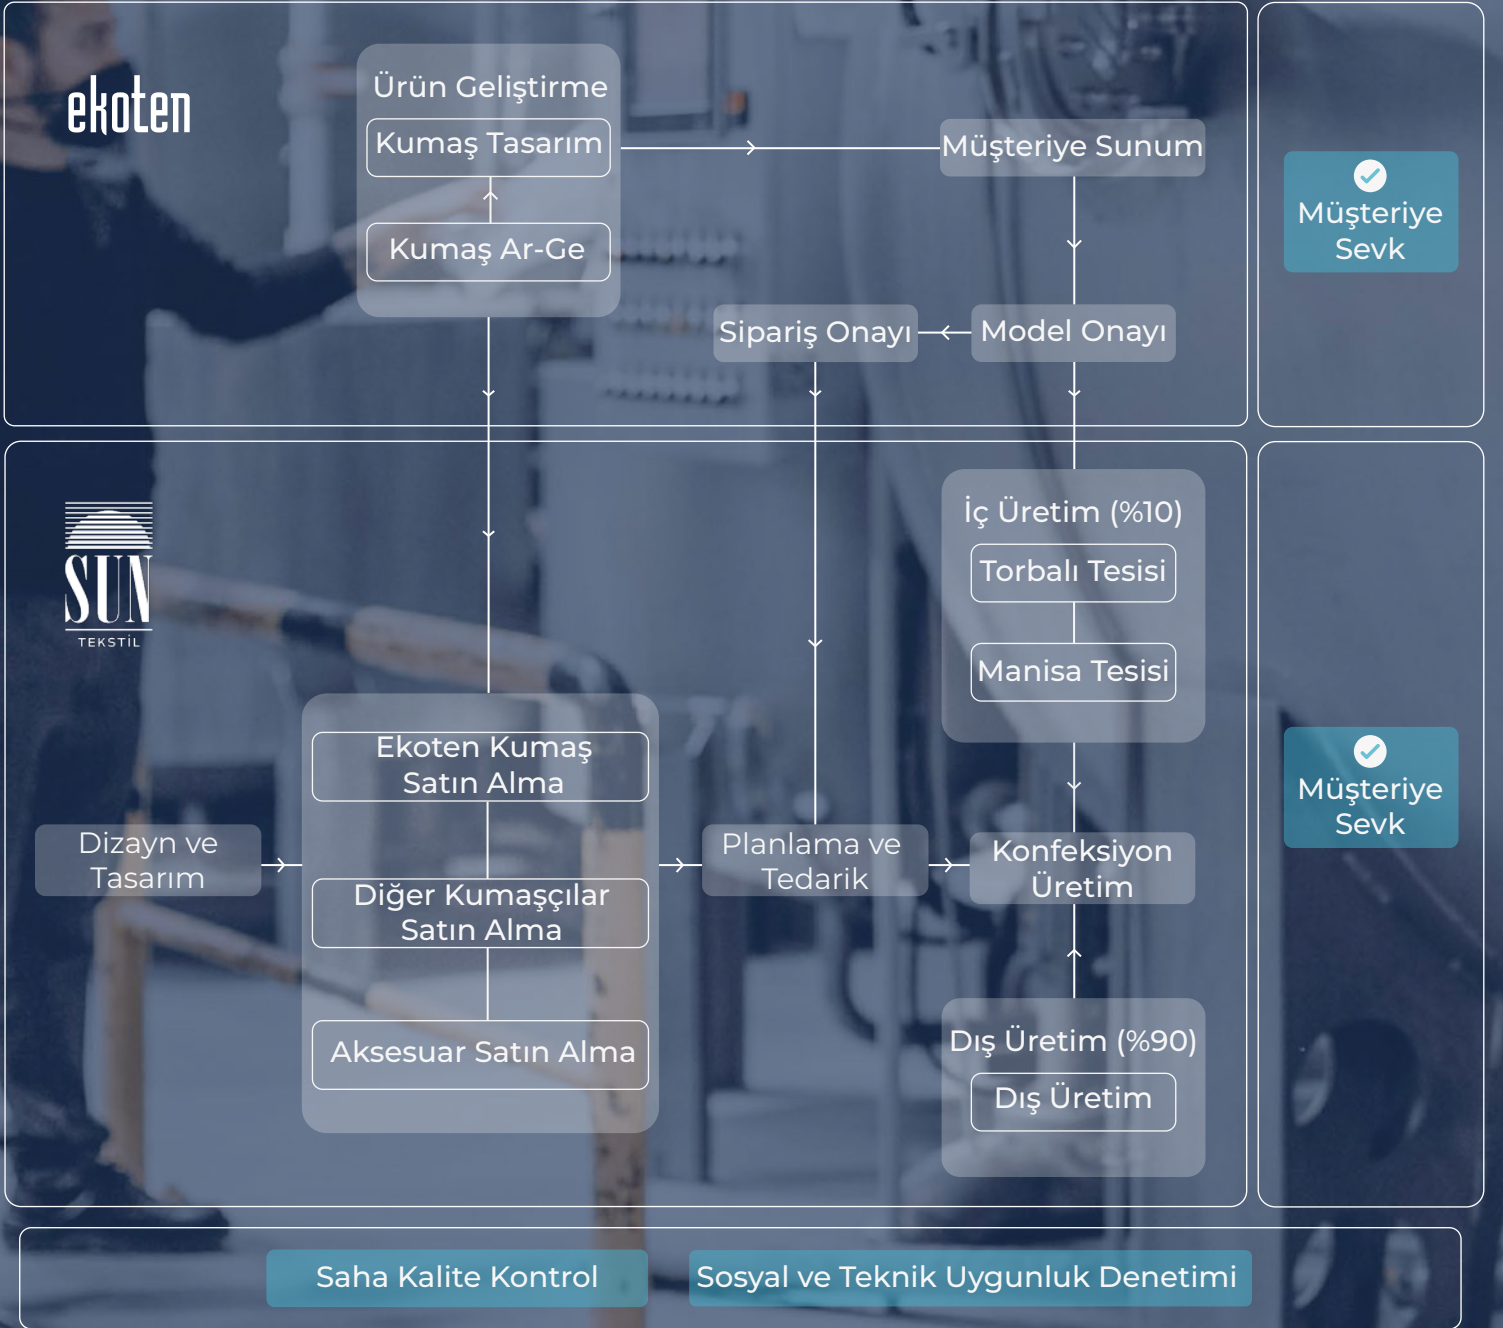 ekoten
Ürün Geliştirme
Kumaş Tasarım
Kumaş Ar-Ge
Müşteriye Sunum
Sipariş Onayı
Model Onayı
Müşteriye
Sevk
SUN
TEKSTİL
İç Üretim (%10)
Torbalı Tesisi
Manisa Tesisi
Ekoten Kumaş
Satın Alma
Dizayn ve
Tasarım
Diğer Kumaşçılar
Satın Alma
Aksesuar Satın Alma
Planlama ve
Tedarik
Konfeksiyon
Üretim
Dış Üretim (%90)
Dış Üretim
Müşteriye
Sevk
Saha Kalite Kontrol
Sosyal ve Teknik Uygunluk Denetimi